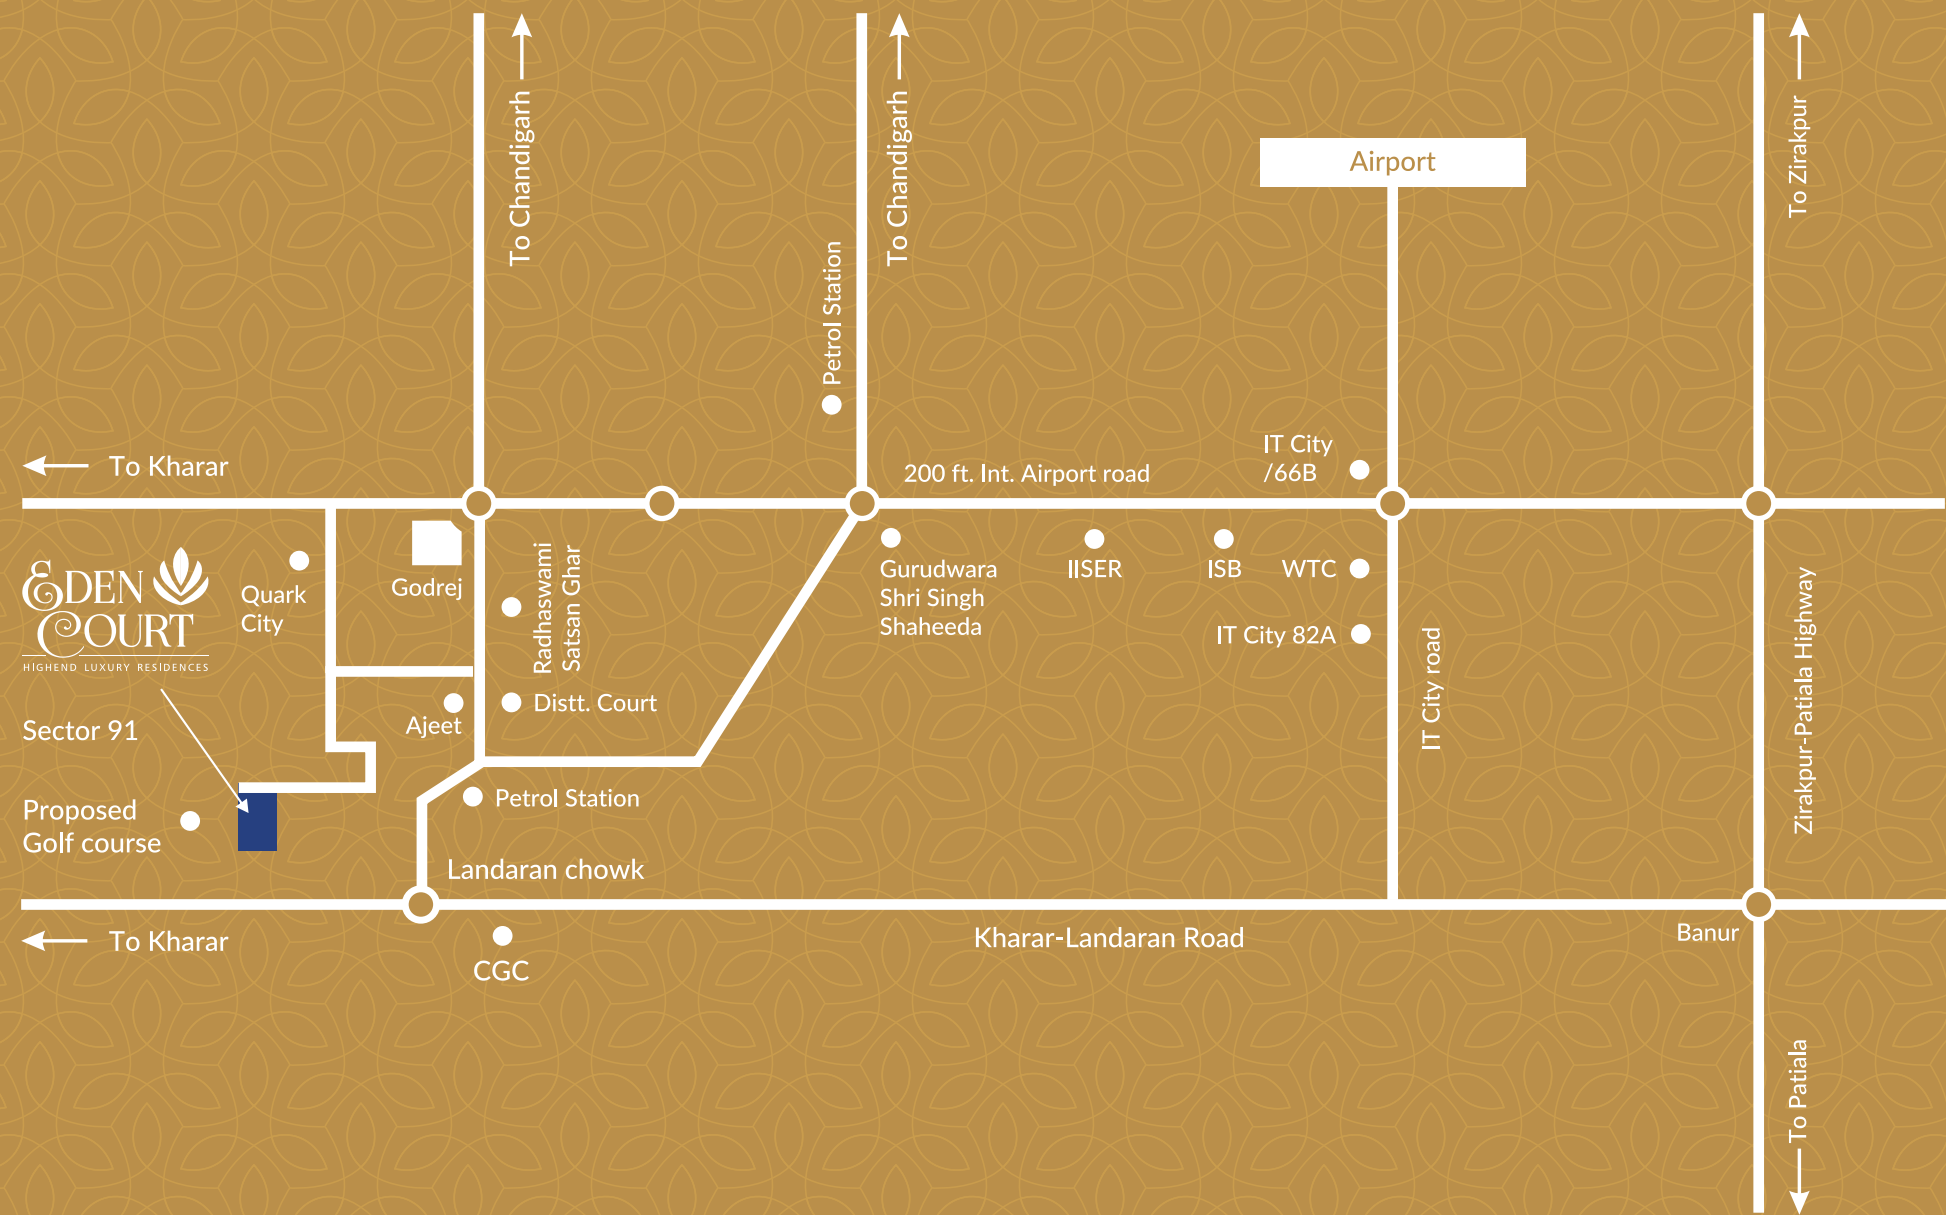 To Chandigarh
To Chandigarh
To Zirakpur
Airport
Petrol Station
To Kharar
200 ft. Int. Airport road
IT City
/66B
EDEN
COURT
HIGHEND LUXURY RESIDENCES
Quark
City
Godrej
Radhaswami
Satsan Ghar
Gurudwara
Shri Singh
Shaheeda
IISER
ISB
WTC
IT City 82A
IT City road
Zirakpur-Patiala Highway
Sector 91
Ajeet
Distt. Court
Proposed
Golf course
Petrol Station
Landaran chowk
To Kharar
CGC
Kharar-Landaran Road
Banur
To Patiala